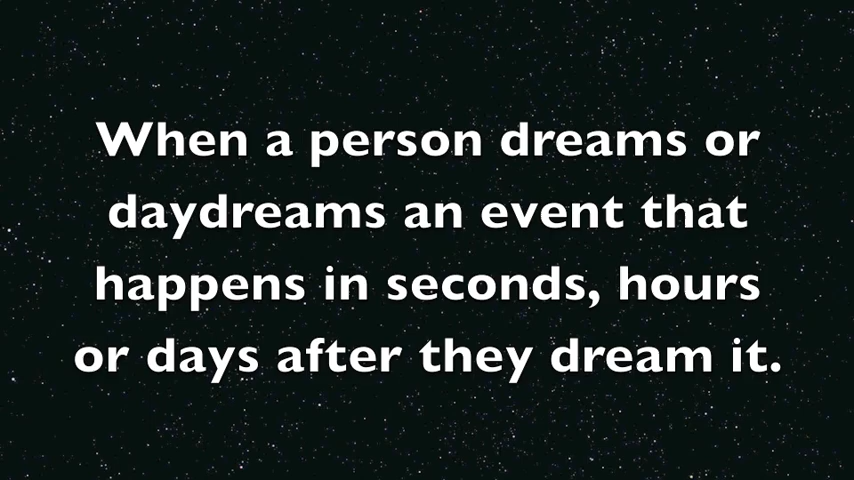 When a person dreams or
daydreams an event that
happens in seconds, hours
or days after they dream it.